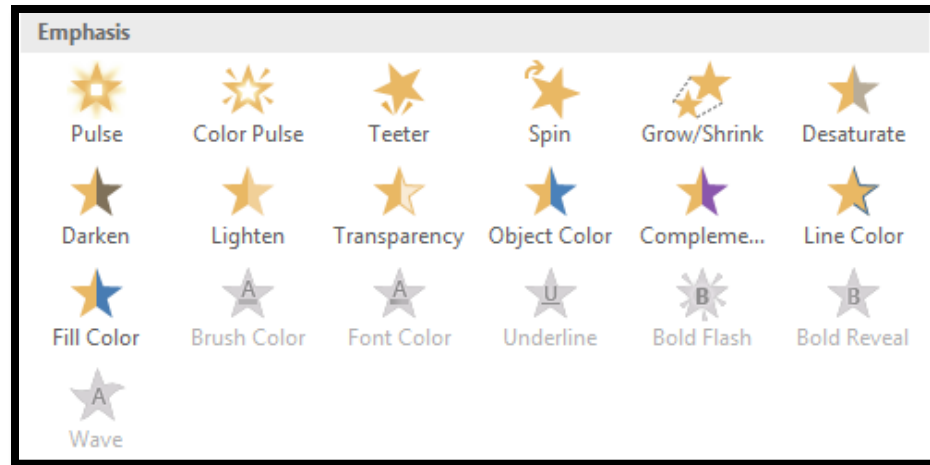 Emphasis
Pulse Color Pulse Teeter Spin Grow/Shrink Desaturate
Darken Lighten Transparency Object Color Compleme... Line Color
A A U B B
Fill Color Brush Color Font Color Underline Bold Flash Bold Reveal
A
Wave